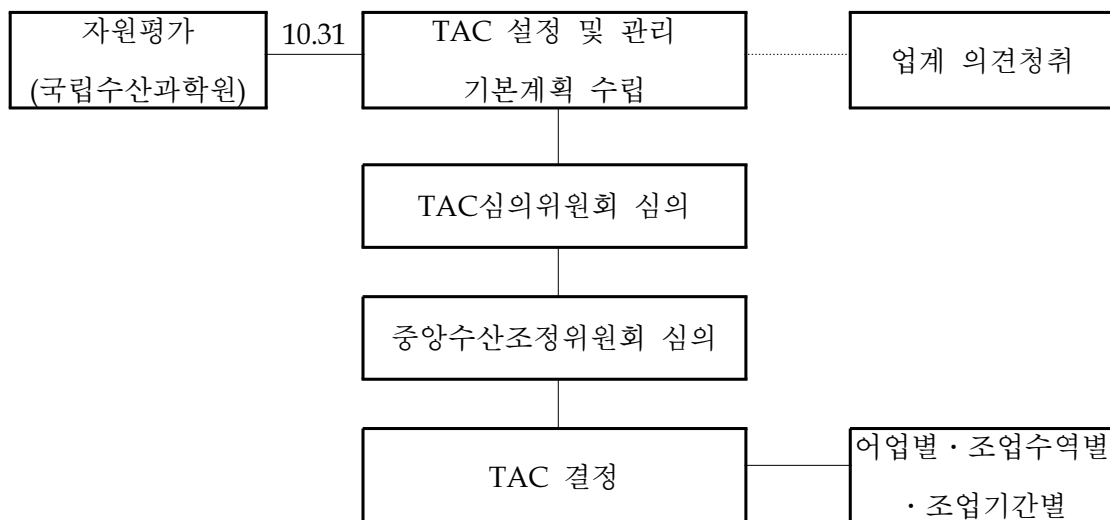 자원평가
(국립수산과학원)
10.31
TAC 설정 및 관리
기본계획 수립
업계 의견청취
TAC심의위원회 심의
중앙수산조정위원회 심의
TAC 결정
어업별·조업수역별
·조업기간별